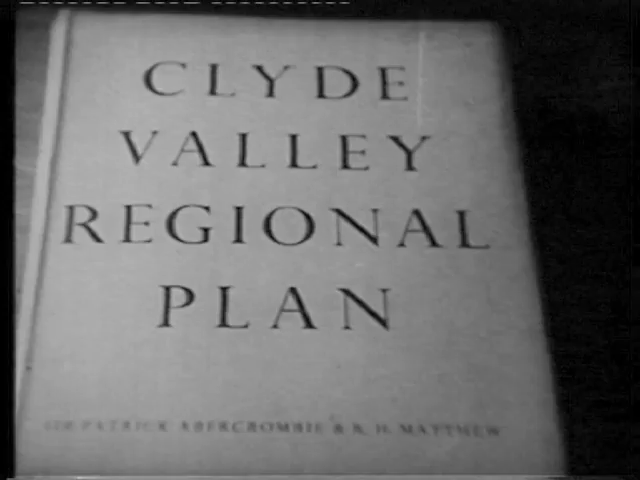 CLYDE
VALLEY
REGIONAL
PLAN
SIR PATRICK ABERCROMBIE & R. H. MATTHEW